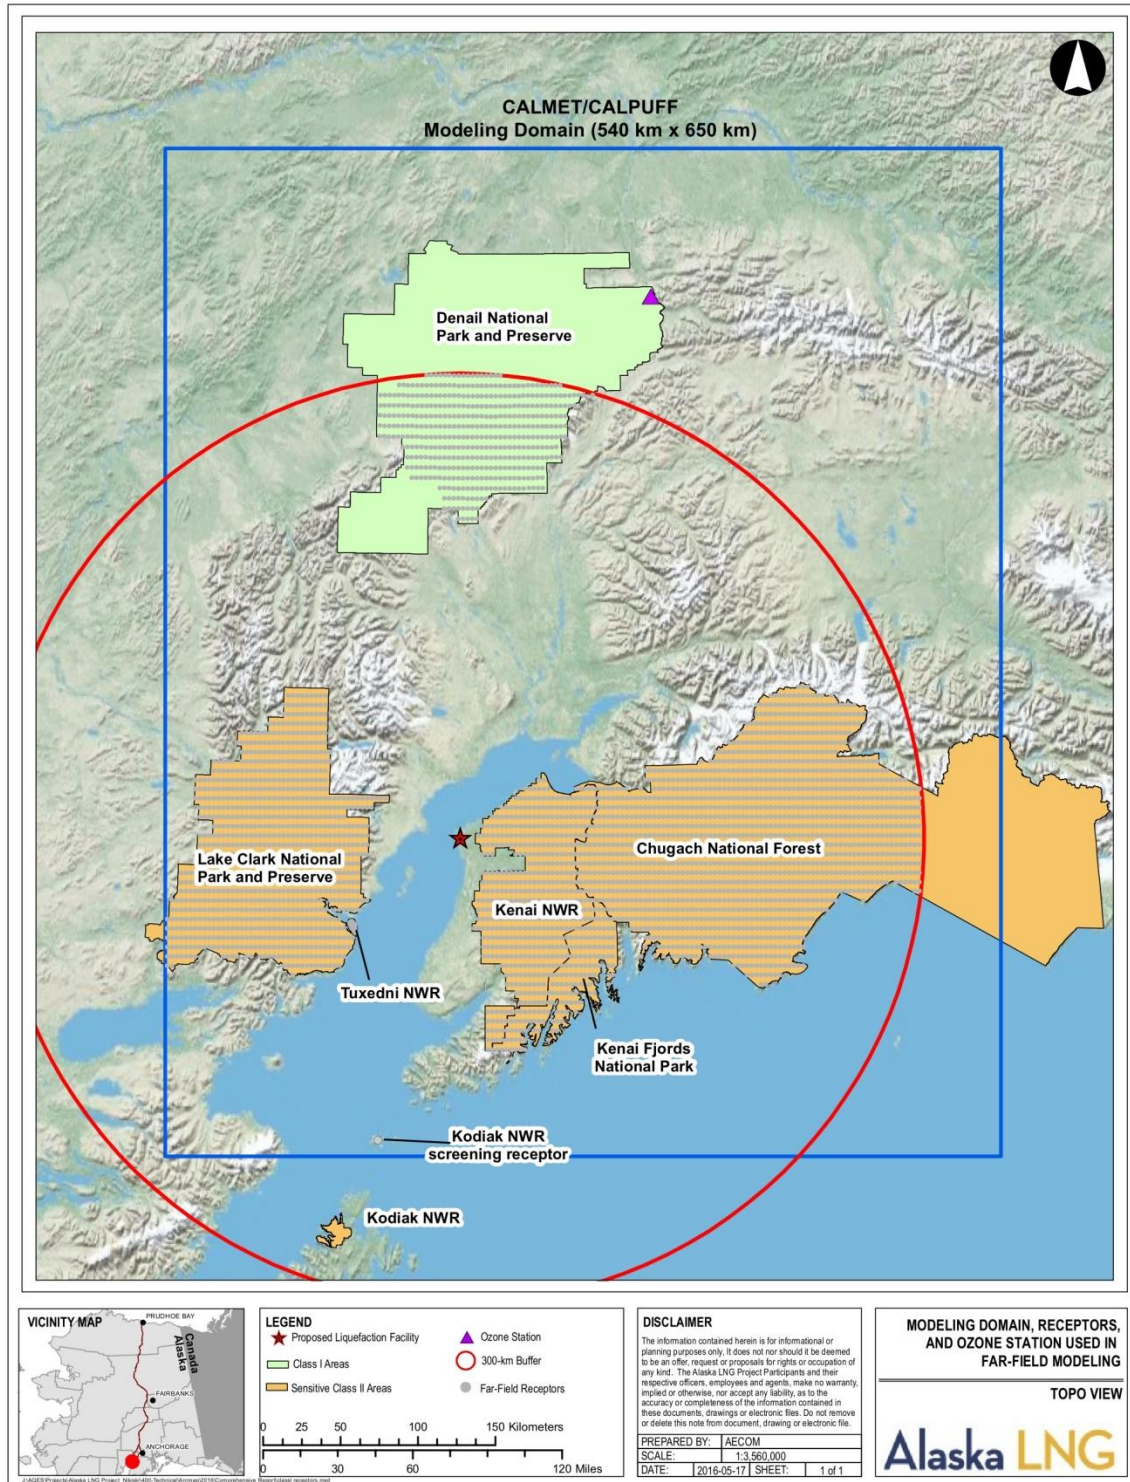 CALMET/CALPUFF
Modeling Domain (540 km x 650 km)
Denail National
Park and Preserve
Lake Clark National
Park and Preserve
Chugach National Forest
Kenai NWR
Tuxedni NWR
Kenai Fjords
National Park
Kodiak NWR
screening receptor
Kodiak NWR
VICINITY MAP
PRUDHOE BAY
Canada
Alaska
FAIRBANKS
ANCHORAGE
LEGEND
Proposed Liquefaction Facility
Ozone Station
Class I Areas
300-km Buffer
Sensitive Class II Areas
Far-Field Receptors
0 25 50 100 150 Kilometers
0 30 60 120 Miles
DISCLAIMER
The information contained herein is for informational or
planning purposes only, It does not nor should it be deemed
to be an offer, request or proposals for rights or occupation of
any kind. The Alaska LNG Project Participants and their
respective officers, employees and agents, make no warranty,
implied or otherwise, nor accept any liability, as to the
accuracy or completeness of the information contained in
these documents, drawings or electronic files. Do not remove
or delete this note from document, drawing or electronic file.
PREPARED BY: AECOM
SCALE: 1:3,560,000
DATE: 2016-05-17 SHEET: 1 of 1
MODELING DOMAIN, RECEPTORS,
AND OZONE STATION USED IN
FAR-FIELD MODELING
TOPO VIEW
Alaska LNG